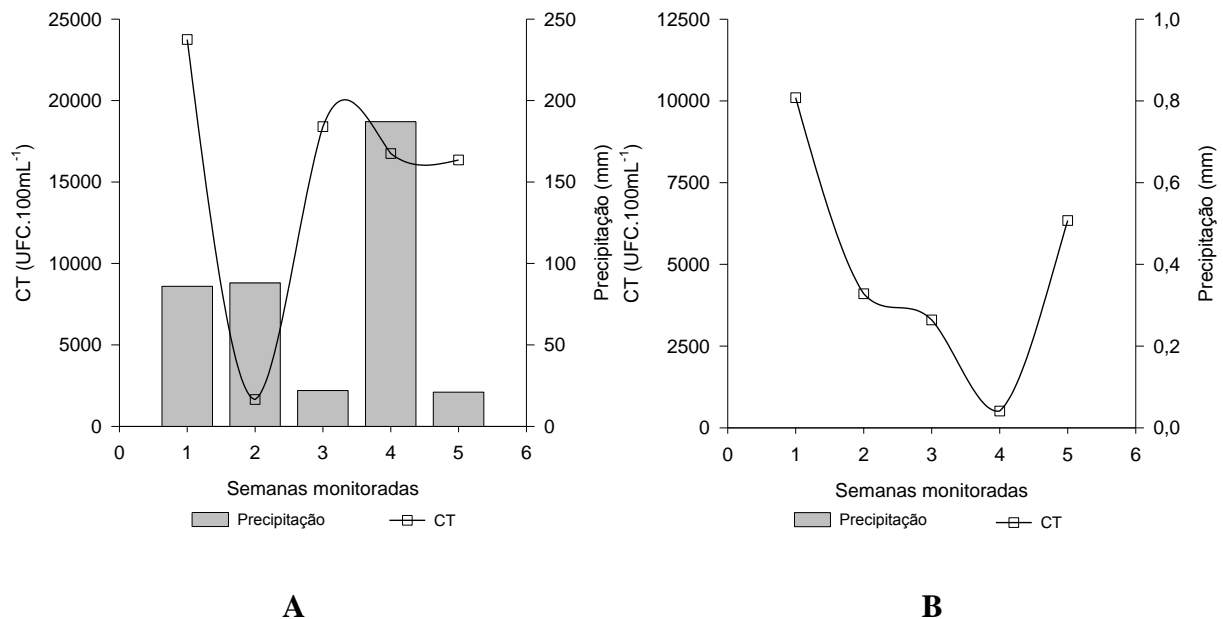 25000
20000
15000
10000
5000
0
CT (UFC.100mL⁻¹)
250
200
150
100
50
0
Precipitação (mm)
0 1 2 3 4 5 6
Semanas monitoradas
Precipitação CT
A
12500
10000
7500
5000
2500
0
CT (UFC.100mL⁻¹)
1,0
0,8
0,6
0,4
0,2
0,0
Precipitação (mm)
0 1 2 3 4 5 6
Semanas monitoradas
Precipitação CT
B